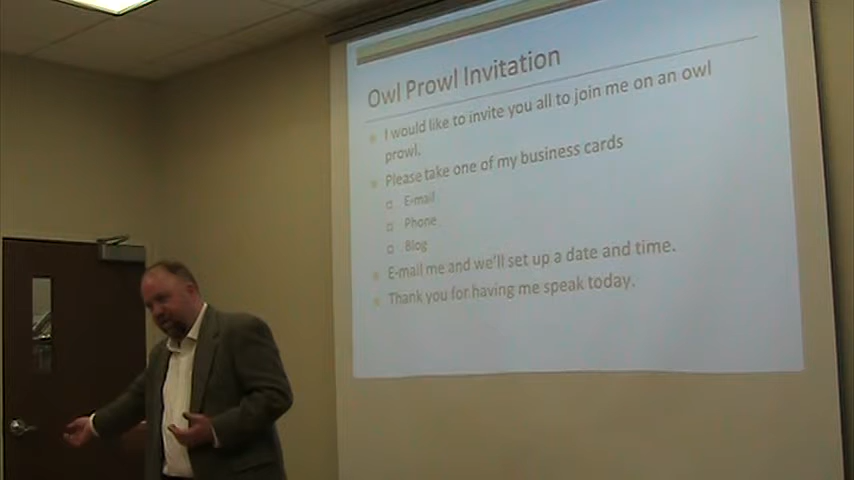 Owl Prowl Invitation
I would like to invite you all to join me on an owl
prowl.
Please take one of my business cards
E-mail
Phone
Blog
E-mail me and we'll set up a date and time.
Thank you for having me speak today.